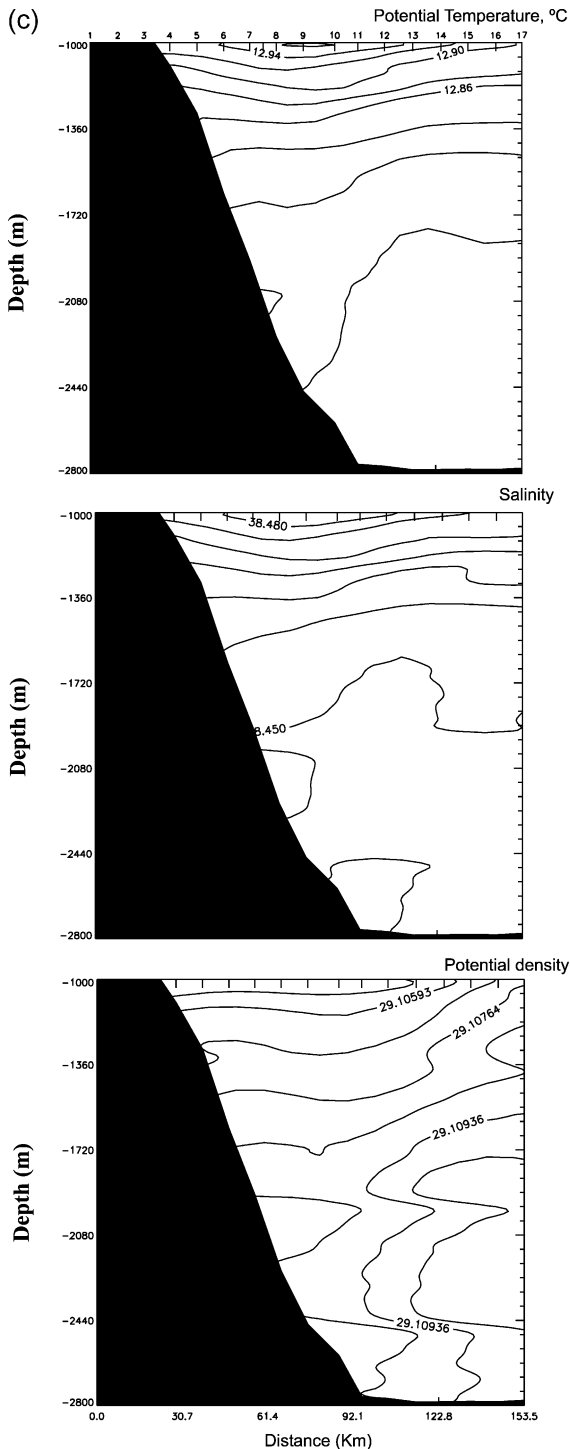 (c)
Potential Temperature, ºC
1 2 3 4 5 6 7 8 9 10 11 12 13 14 15 16 17
-1000
12.94
12.90
12.86
-1360
-1720
Depth (m)
-2080
-2440
-2800
Salinity
-1000
38.480
-1360
-1720
8.450
Depth (m)
-2080
-2440
-2800
Potential density
-1000
29.10593
29.10764
-1360
29.10936
-1720
Depth (m)
-2080
-2440
29.10936
-2800
0.0 30.7 61.4 92.1 122.8 153.5
Distance (Km)